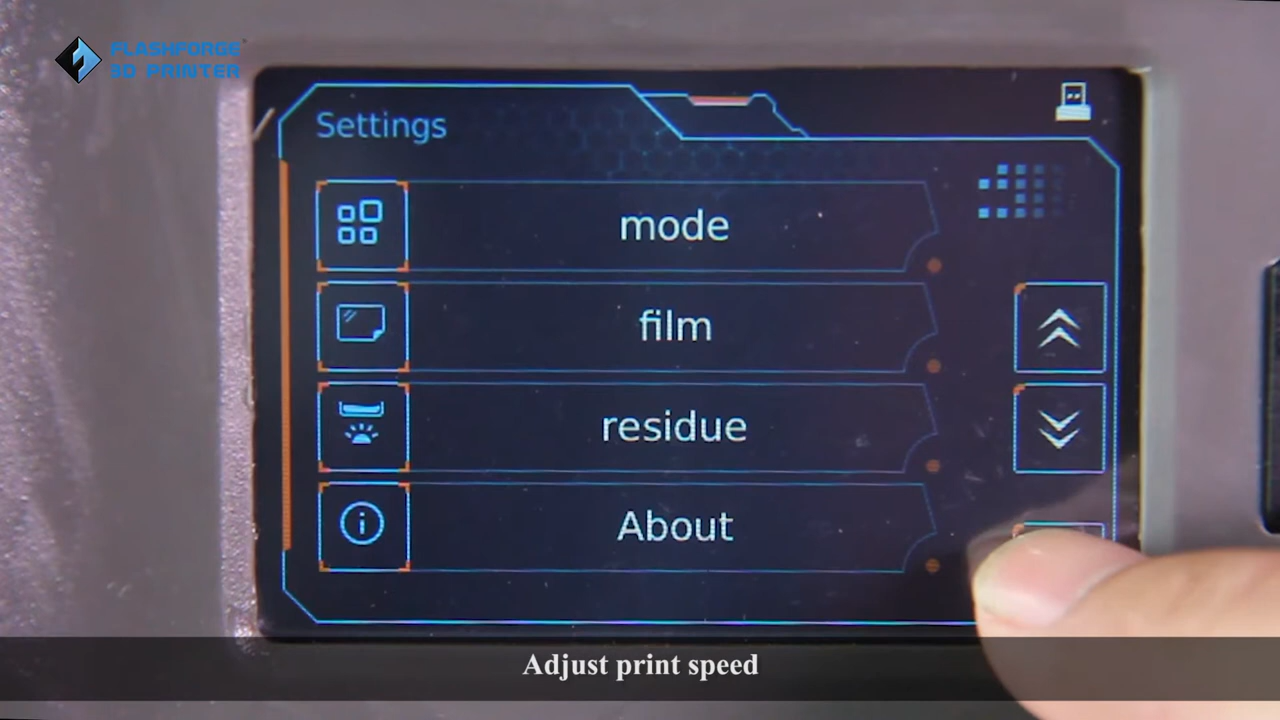 FLASHFORGE
3D PRINTER
Settings
mode
film
residue
About
Adjust print speed